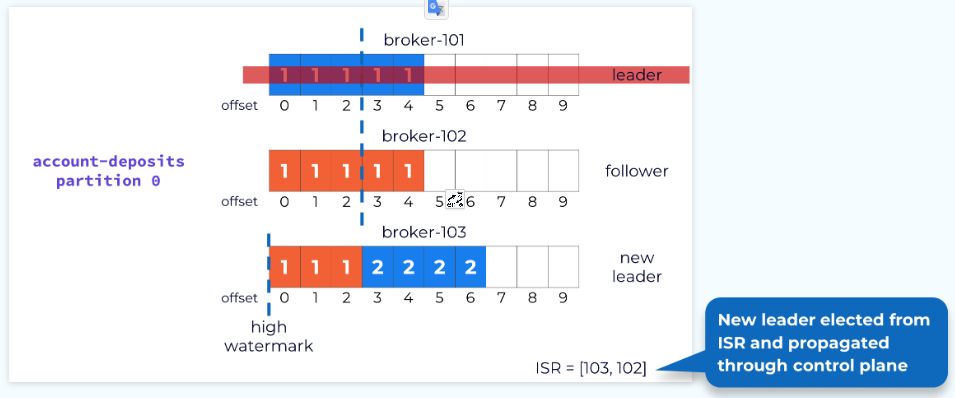 broker-101
1 1 1 1 1
leader
offset 0 1 2 3 4 5 6 7 8 9
broker-102
account-deposits
partition 0
1 1 1 1 1
follower
offset 0 1 2 3 4 5 6 7 8 9
broker-103
1 1 1 2 2 2 2
new
leader
offset 0 1 2 3 4 5 6 7 8 9
high
watermark
ISR = [103, 102]
New leader elected from
ISR and propagated
through control plane